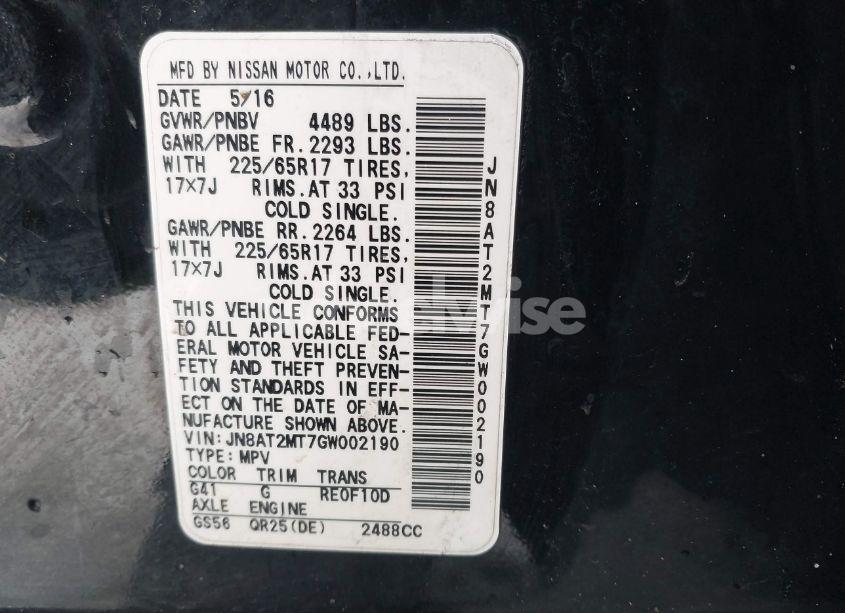 MFD BY NISSAN MOTOR CO.,LTD.
DATE 5/16
GVWR/PNBV 4489 LBS.
GAWR/PNBE FR. 2293 LBS.
WITH 225/65R17 TIRES,
17×7J RIMS. AT 33 PSI
COLD SINGLE.
GAWR/PNBE RR. 2264 LBS.
WITH 225/65R17 TIRES,
17×7J RIMS. AT 33 PSI
COLD SINGLE.
THIS VEHICLE CONFORMS
TO ALL APPLICABLE FED-
ERAL MOTOR VEHICLE SA-
FETY AND THEFT PREVEN-
TION STANDARDS IN EFF-
ECT ON THE DATE OF MA-
NUFACTURE SHOWN ABOVE.
VIN:JN8AT2MT7GW002190
TYPE:MPV
COLOR TRIM TRANS
G41 G RE0F10D
AXLE ENGINE
GS56 QR25(DE) 2488CC
JN8AT2MT7GW002190